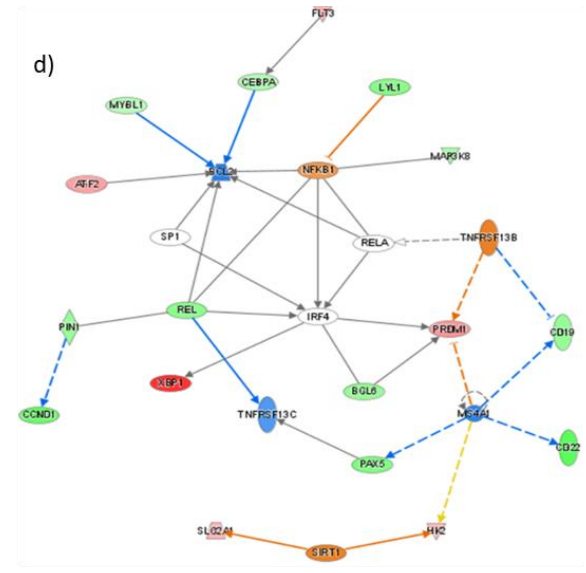 FLT3
d)
CEBPA
LYL1
MYBL1
MAP3K8
BCL2
NFKB1
ATF2
SP1
RELA
TNFRSF13B
REL
IRF4
PIN1
PRDM1
CD19
XBP1
BCL6
CCND1
TNFRSF13C
MS4A1
CD22
PAX5
SLC2A1
HK2
SIRT1